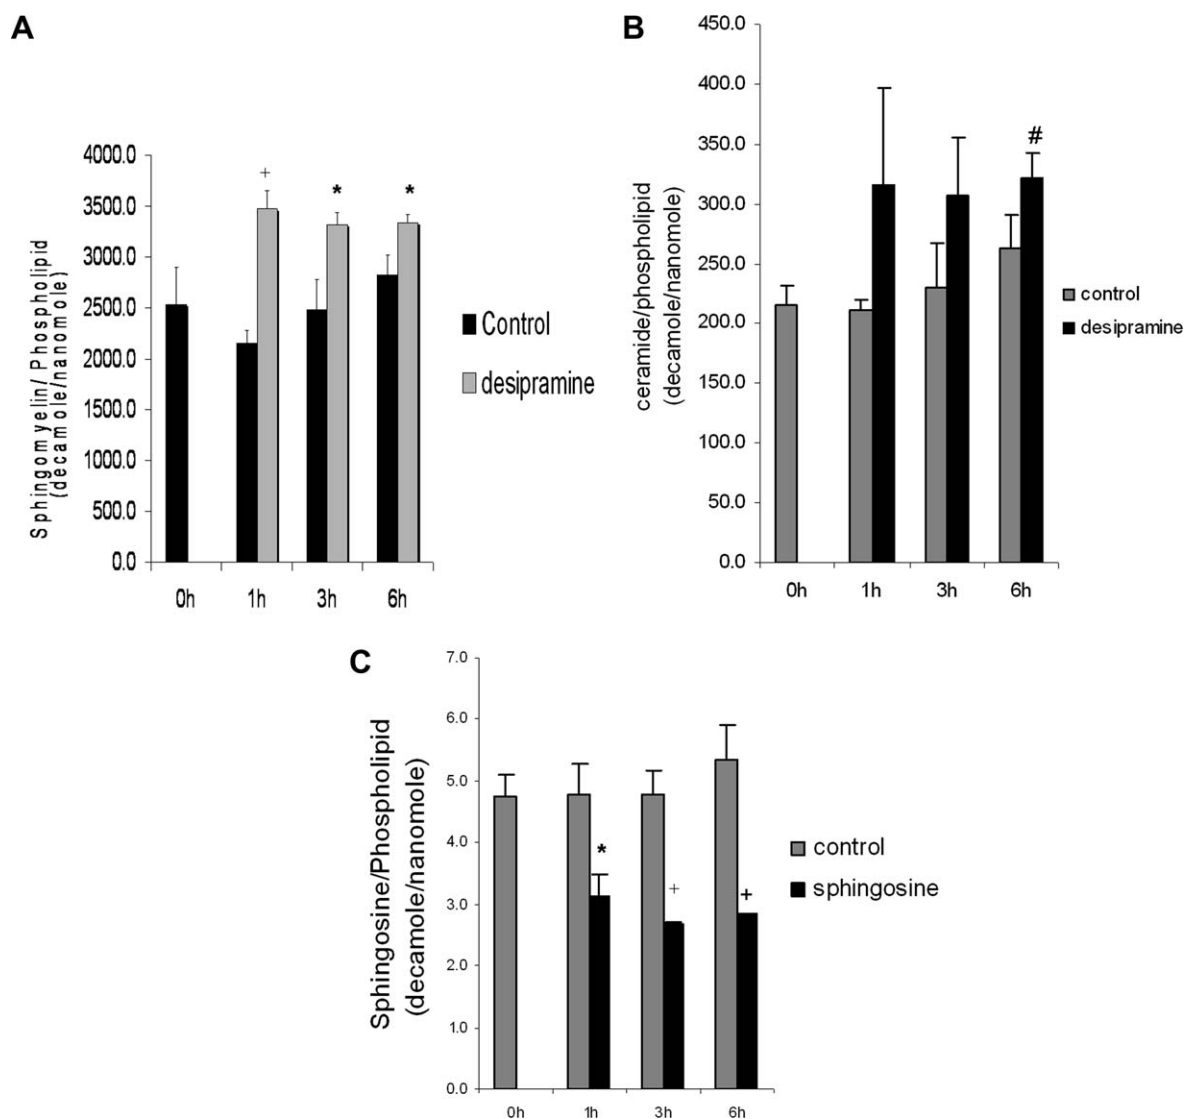 A
4000.0
3500.0
3000.0
2500.0
2000.0
1500.0
1000.0
500.0
0.0
Sphingomyelin/ Phospholipid
(decamole/nanomole)
+
*
*
0h
1h
3h
6h
Control
desipramine
B
450.0
400.0
350.0
300.0
250.0
200.0
150.0
100.0
50.0
0.0
ceramide/phospholipid
(decamole/nanomole)
#
0h
1h
3h
6h
control
desipramine
C
7.0
6.0
5.0
4.0
3.0
2.0
1.0
0.0
Sphingosine/Pholipid
(decamole/nanomole)
*
+
+
0h
1h
3h
6h
control
sphingosine